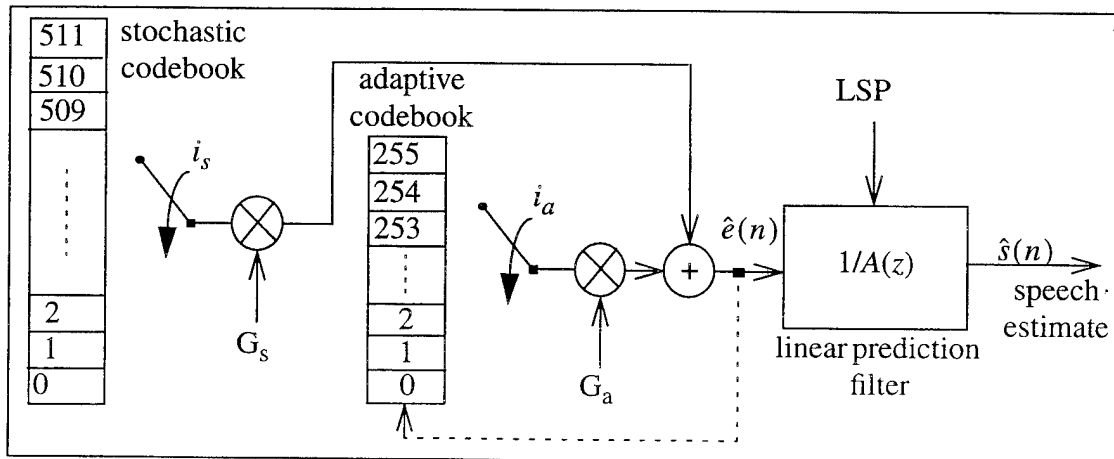 511
510
509
2
1
0
stochastic
codebook
i_s
G_s
adaptive
codebook
255
254
253
2
1
0
i_a
G_a
+
ê(n)
LSP
1/A(z)
linear prediction
filter
ŝ(n)
speech
estimate